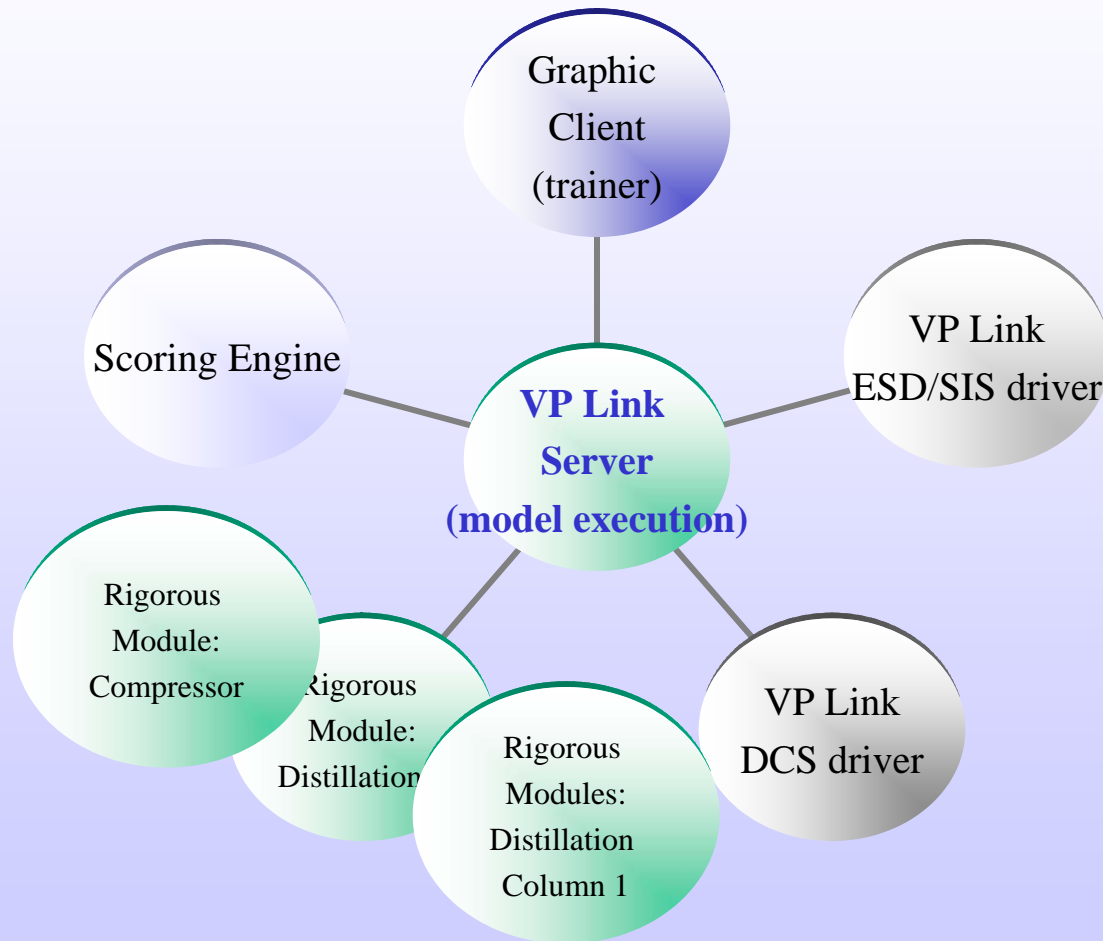 Graphic
Client
(trainer)
Scoring Engine
VP Link
ESD/SIS driver
VP Link
Server
(model execution)
Rigorous
Module:
Compressor
Rigorous
Module:
Distillation
Rigorous
Modules:
Distillation
Column 1
VP Link
DCS driver